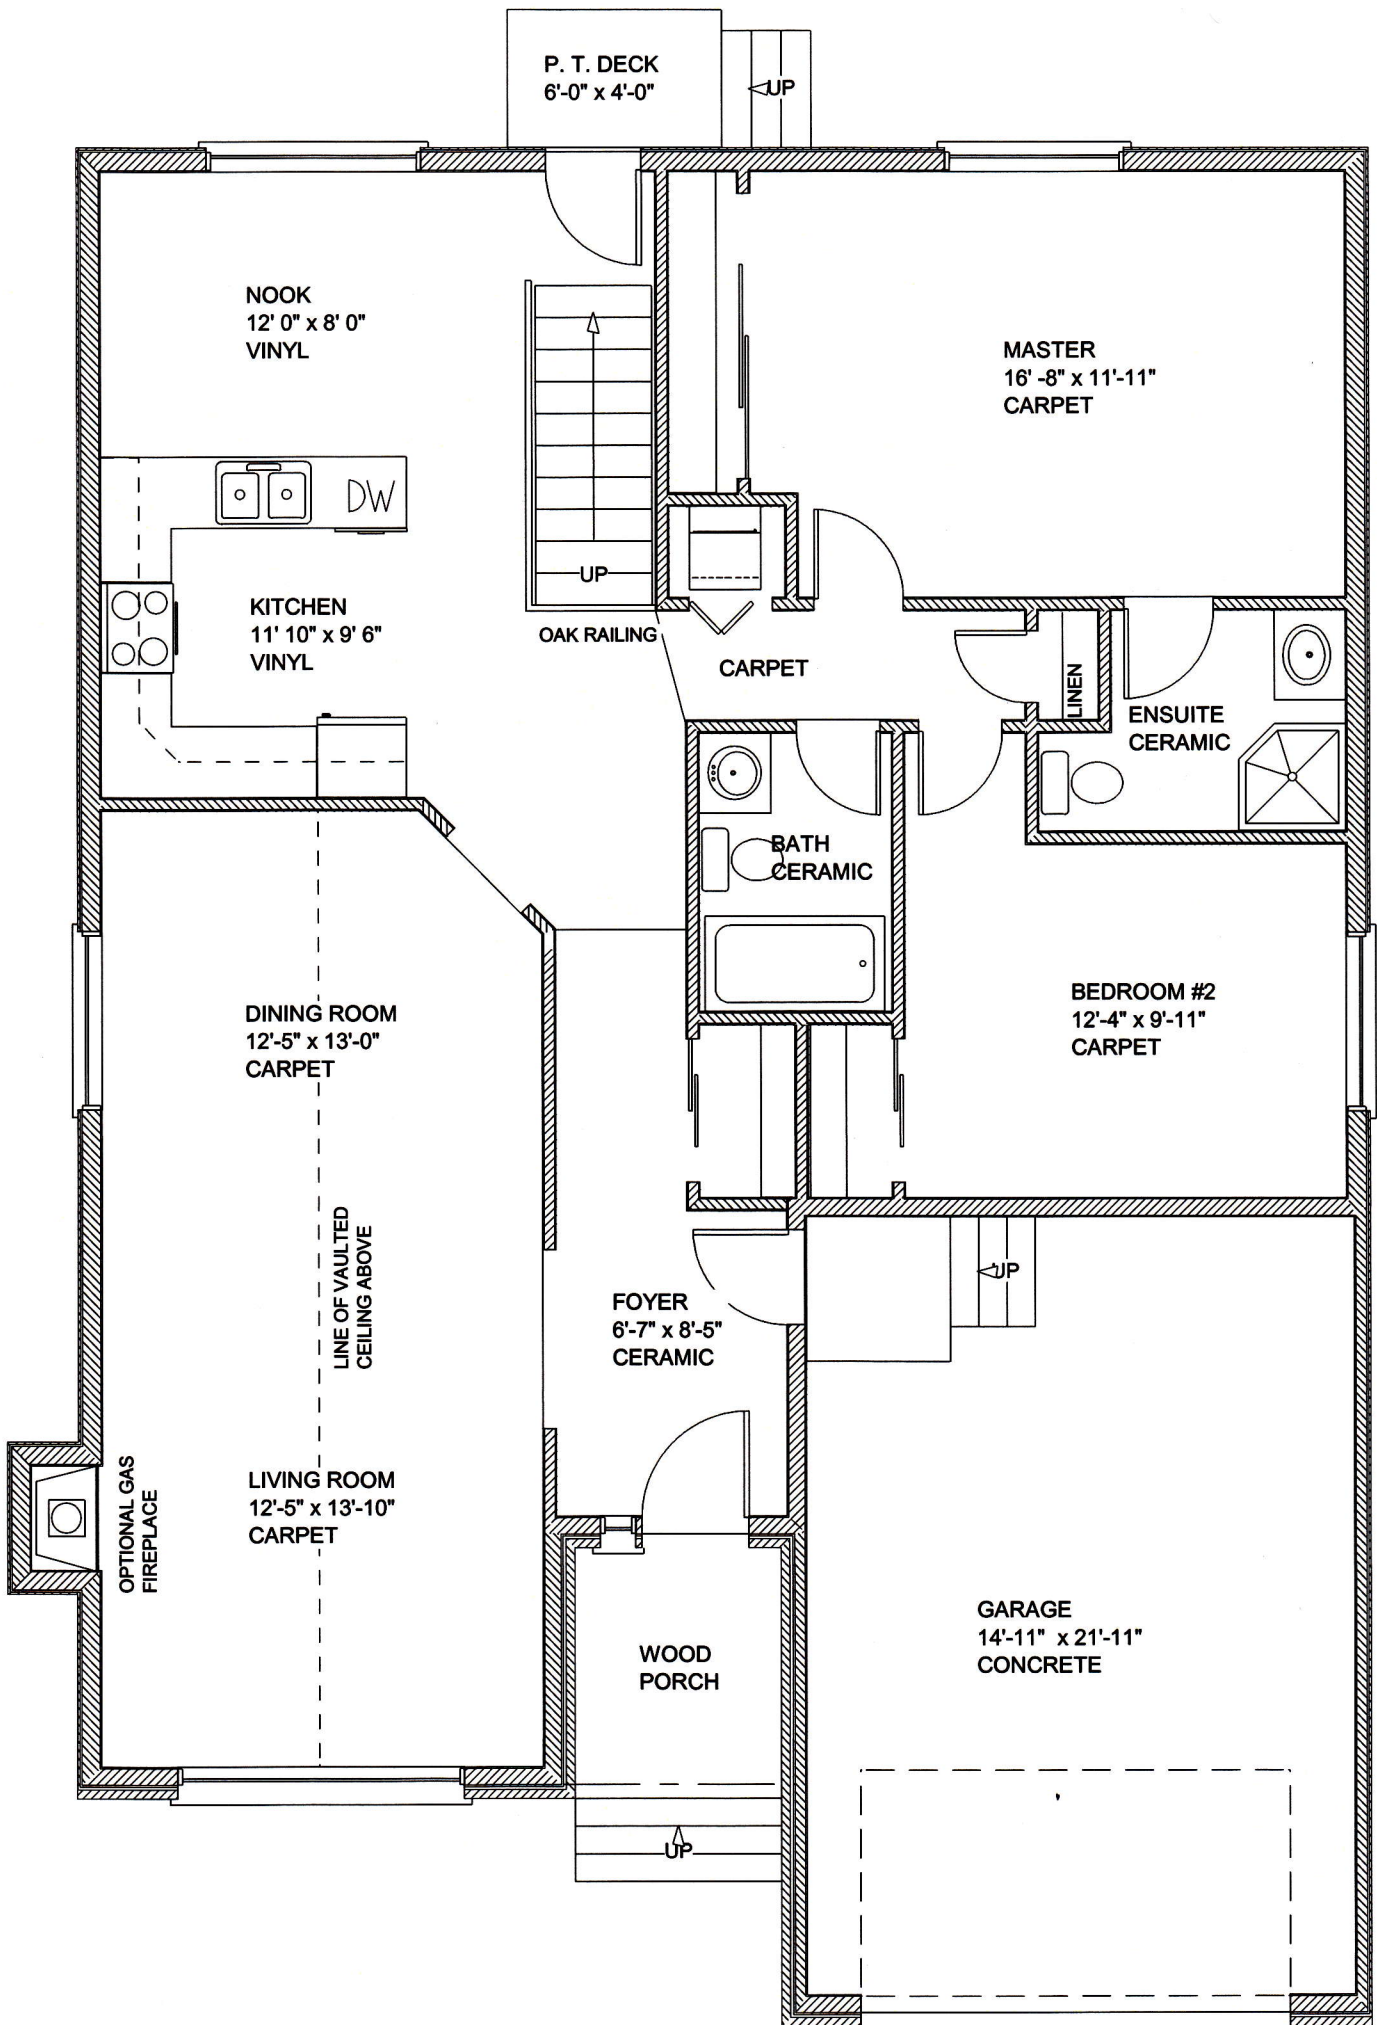 P. T. DECK
6'-0" x 4'-0"
UP
NOOK
12' 0" x 8' 0"
VINYL
MASTER
16' -8" x 11'-11"
CARPET
DW
UP
KITCHEN
11' 10" x 9' 6"
VINYL
OAK RAILING
CARPET
LINEN
ENSUITE
CERAMIC
BATH
CERAMIC
DINING ROOM
12'-5" x 13'-0"
CARPET
BEDROOM #2
12'-4" x 9'-11"
CARPET
LINE OF VAULTED
CEILING ABOVE
FOYER
6'-7" x 8'-5"
CERAMIC
UP
OPTIONAL GAS
FIREPLACE
LIVING ROOM
12'-5" x 13'-10"
CARPET
WOOD
PORCH
GARAGE
14'-11" x 21'-11"
CONCRETE
UP